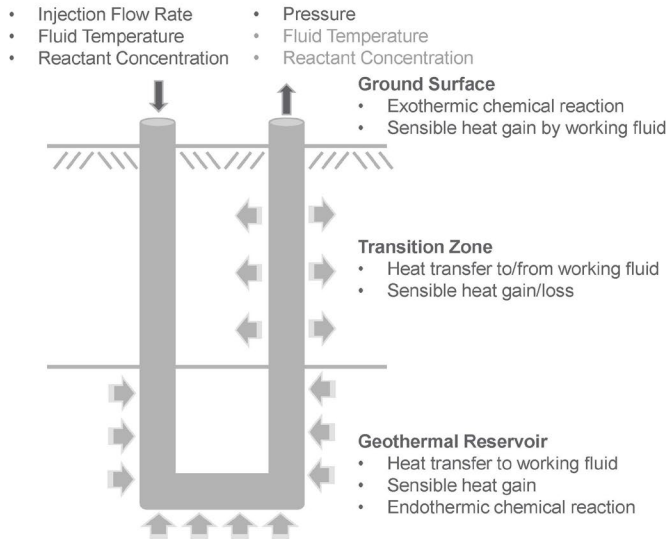 • Injection Flow Rate
• Fluid Temperature
• Reactant Concentration
• Pressure
• Fluid Temperature
• Reactant Concentration
Ground Surface
• Exothermic chemical reaction
• Sensible heat gain by working fluid
Transition Zone
• Heat transfer to/from working fluid
• Sensible heat gain/loss
Geothermal Reservoir
• Heat transfer to working fluid
• Sensible heat gain
• Endothermic chemical reaction